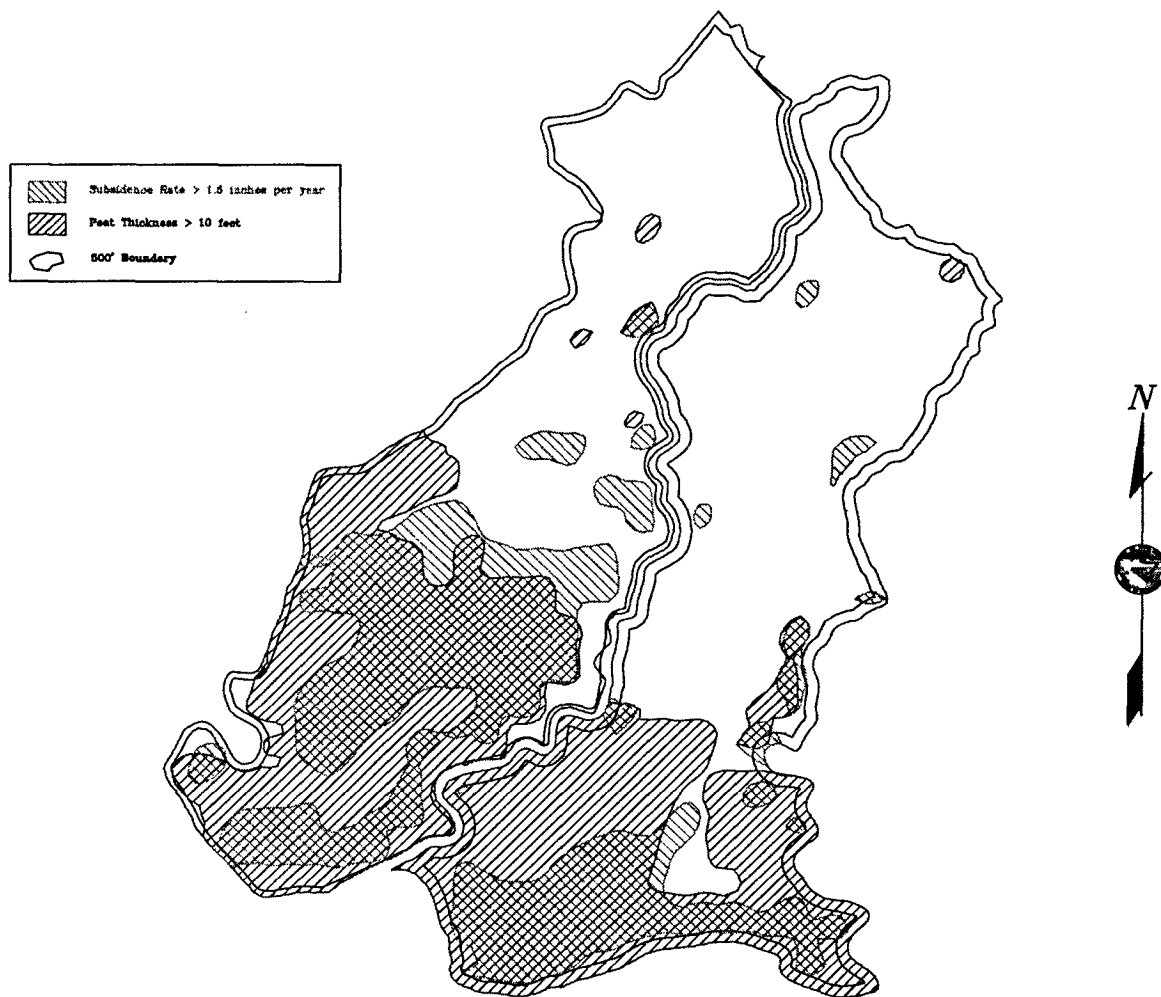 Subsidence Rate > 1.5 inches per year
Peat Thickness > 10 feet
500' Boundary
N